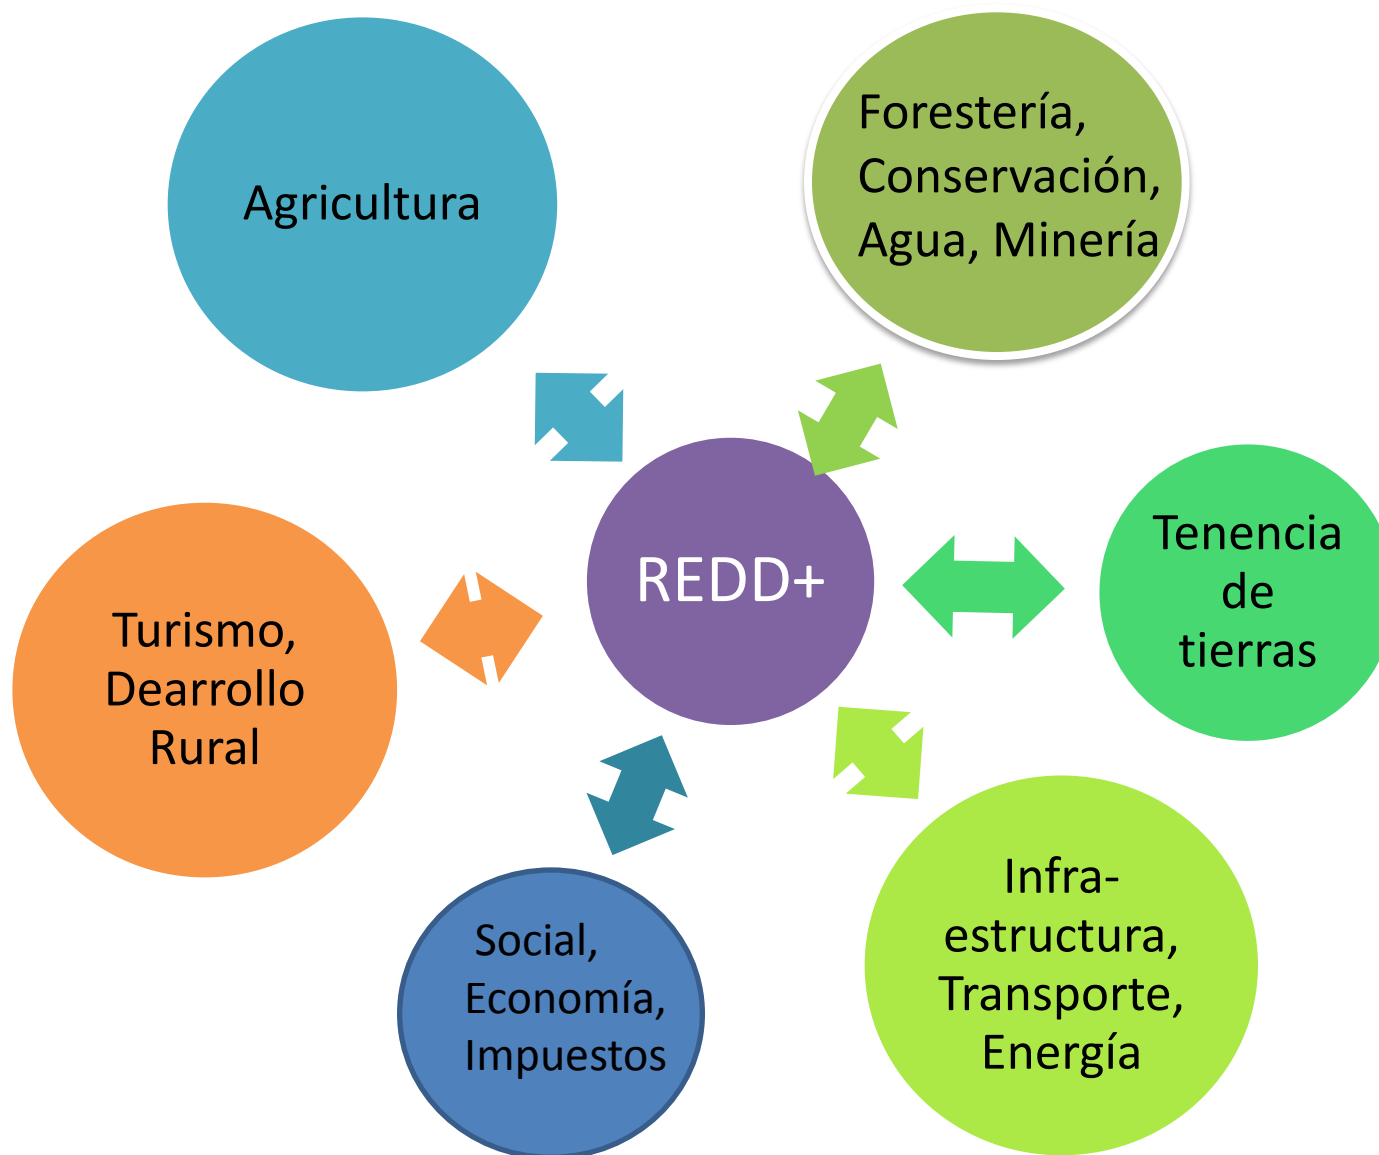 Agricultura
Forestería,
Conservación,
Agua, Minería
REDD+
Tenencia
de
tierras
Turismo,
Dearrollo
Rural
Infra-
estructura,
Transporte,
Energía
Social,
Economía,
Impuestos